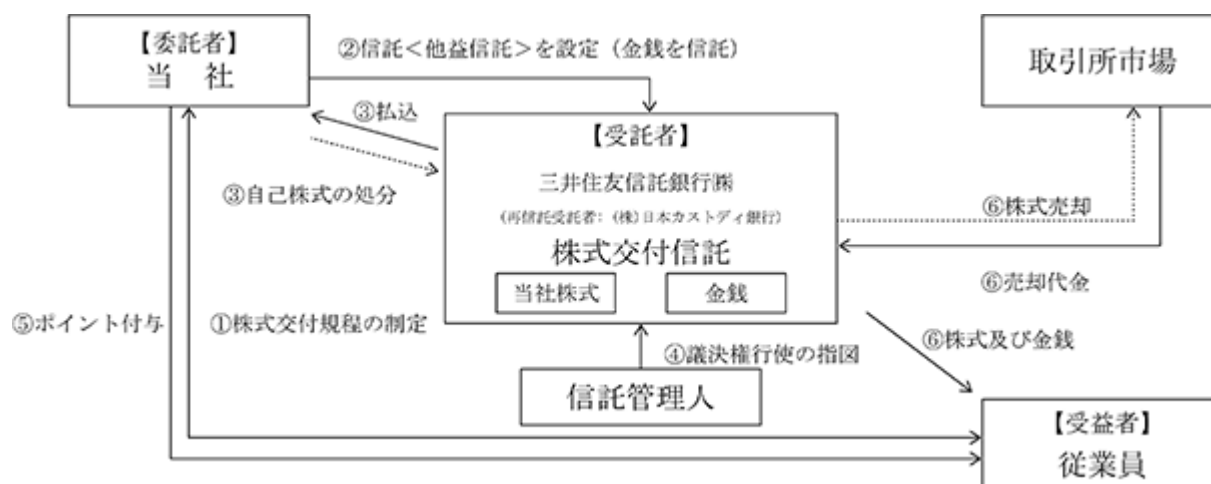 【委託者】
当 社
②信託<他益信託>を設定（金銭を信託）
取引所市場
③払込
③自己株式の処分
【受託者】
三井住友信託銀行㈱
(再信託受託者：(株)日本カストディ銀行)
株式交付信託
当社株式
金銭
⑥株式売却
⑥売却代金
⑤ポイント付与
①株式交付規程の制定
④議決権行使の指図
⑥株式及び金銭
信託管理人
【受益者】
従業員